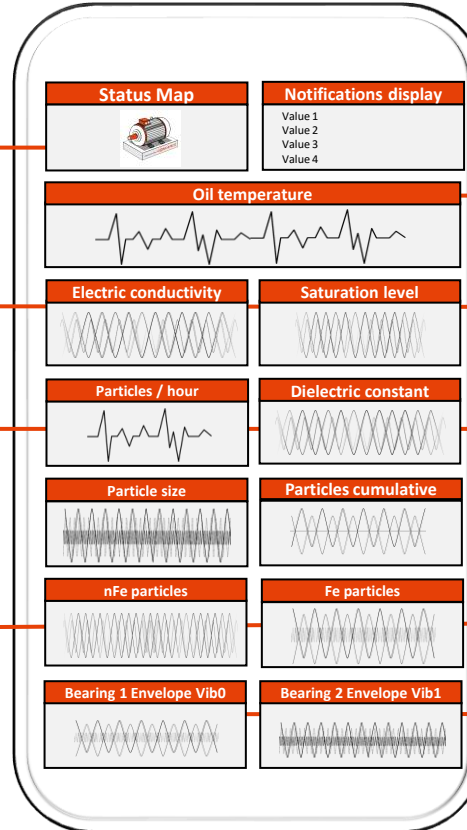 Status Map
Notifications display
Value 1
Value 2
Value 3
Value 4
Oil temperature
Electric conductivity
Saturation level
Particles / hour
Dielectric constant
Particle size
Particles cumulative
nFe particles
Fe particles
Bearing 1 Envelope Vib0
Bearing 2 Envelope Vib1